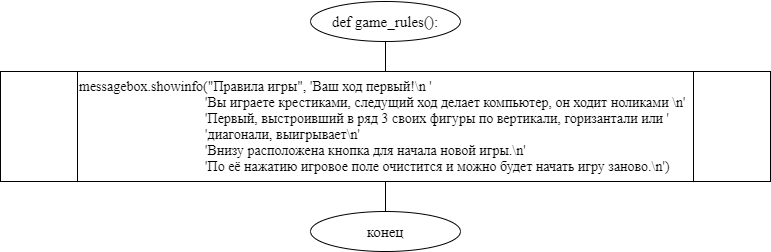 def game_rules():
messagebox.showinfo("Правила игры", 'Ваш ход первый!\n '
'Вы играете крестиками, следущий ход делает компьютер, он ходит ноликами \n'
'Первый, выстроивший в ряд 3 своих фигуры по вертикали, горизантали или '
'диагонали, выигрывает\n'
'Внизу расположена кнопка для начала новой игры.\n'
'По её нажатию игровое поле очистится и можно будет начать игру заново.\n')
конец